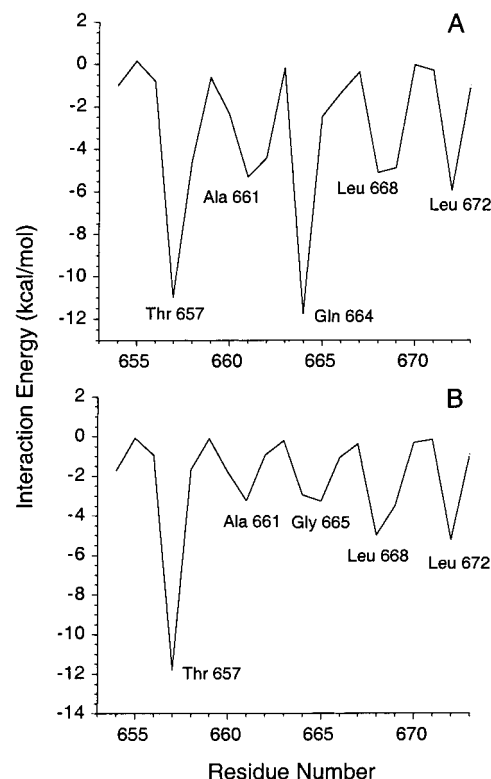 A
2
0
-2
-4
-6
-8
-10
-12
Ala 661
Leu 668
Leu 672
Thr 657
Gln 664
655
660
665
670
Interaction Energy (kcal/mol)
B
2
0
-2
-4
-6
-8
-10
-12
-14
Ala 661
Gly 665
Leu 668
Leu 672
Thr 657
655
660
665
670
Residue Number